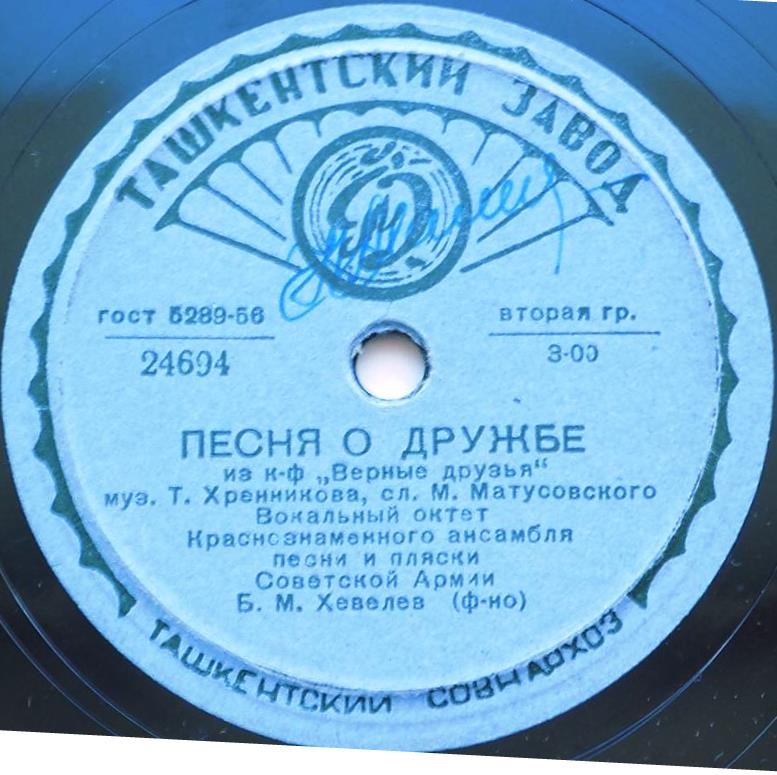 ТАШКЕНТСКИЙ ЗАВОД
гост 5289-56
вторая гр.
24694
3-00
ПЕСНЯ О ДРУЖБЕ
из к-ф „Верные друзья"
муз. Т. Хренникова, сл. М. Матусовского
Вокальный октет
Краснознаменного ансамбля
песни и пляски
Советской Армии
Б. М. Хевелев (ф-но)
ТАШКЕНТСКИЙ СОВНАРХОЗ